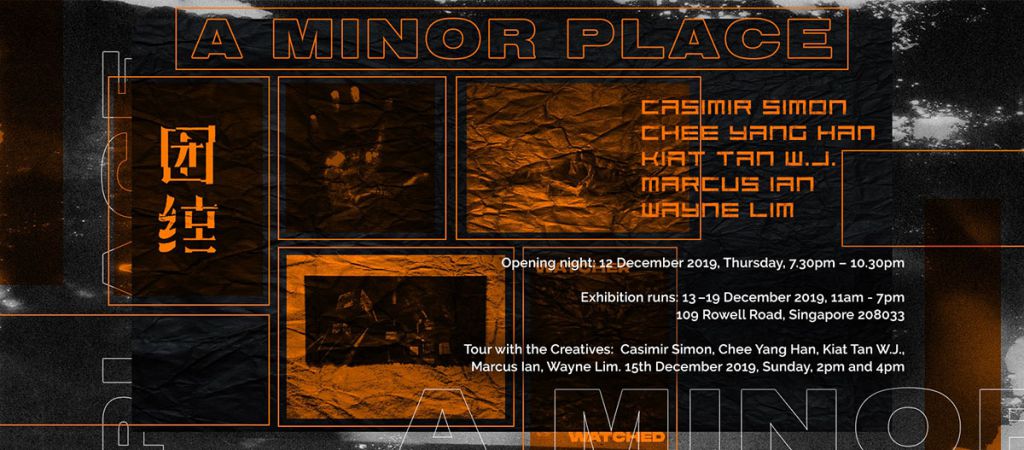 A MINOR PLACE
团
结
CASIMIR SIMON
CHEE YANG HAN
KIAT TAN W.J.
MARCUS IAN
WAYNE LIM
Opening night: 12 December 2019, Thursday, 7.30pm – 10.30pm
Exhibition runs: 13 –19 December 2019, 11am - 7pm
109 Rowell Road, Singapore 208033
Tour with the Creatives:  Casimir Simon, Chee Yang Han, Kiat Tan W.J.,
Marcus Ian, Wayne Lim. 15th December 2019, Sunday, 2pm and 4pm
A MINOR
WATCHED